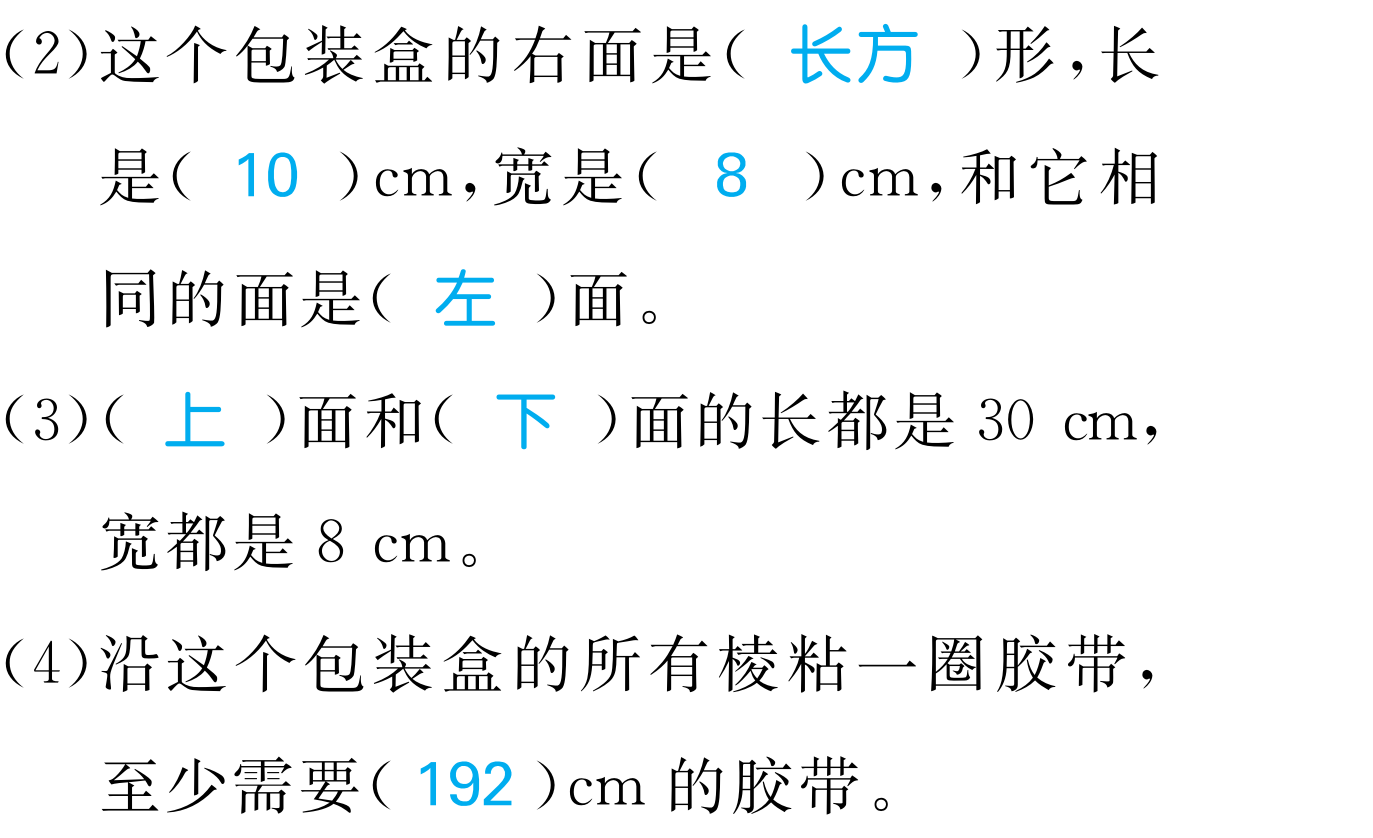 (2)这个包装盒的右面是( 长方 )形,长
是( 10 )cm,宽是( 8 )cm,和它相
同的面是( 左 )面。
(3)( 上 )面和( 下 )面的长都是 30 cm,
宽都是 8 cm。
(4)沿这个包装盒的所有棱粘一圈胶带,
至少需要( 192 )cm 的胶带。